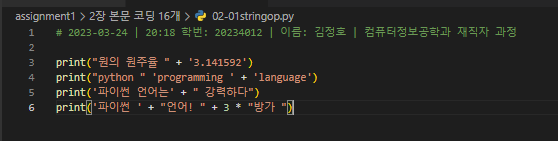 assignment1 > 2장 본문 코딩 16개 > 02-01stringop.py
1 # 2023-03-24 | 20:18 학번: 20234012 | 이름: 김정호 | 컴퓨터정보공학과 재직자 과정
2
3 print("원의 원주율 " + '3.141592')
4 print("python " 'programming ' + 'language')
5 print('파이썬 언어는' + " 강력하다")
6 print('파이썬 ' + "언어! " + 3 * "방가 ")